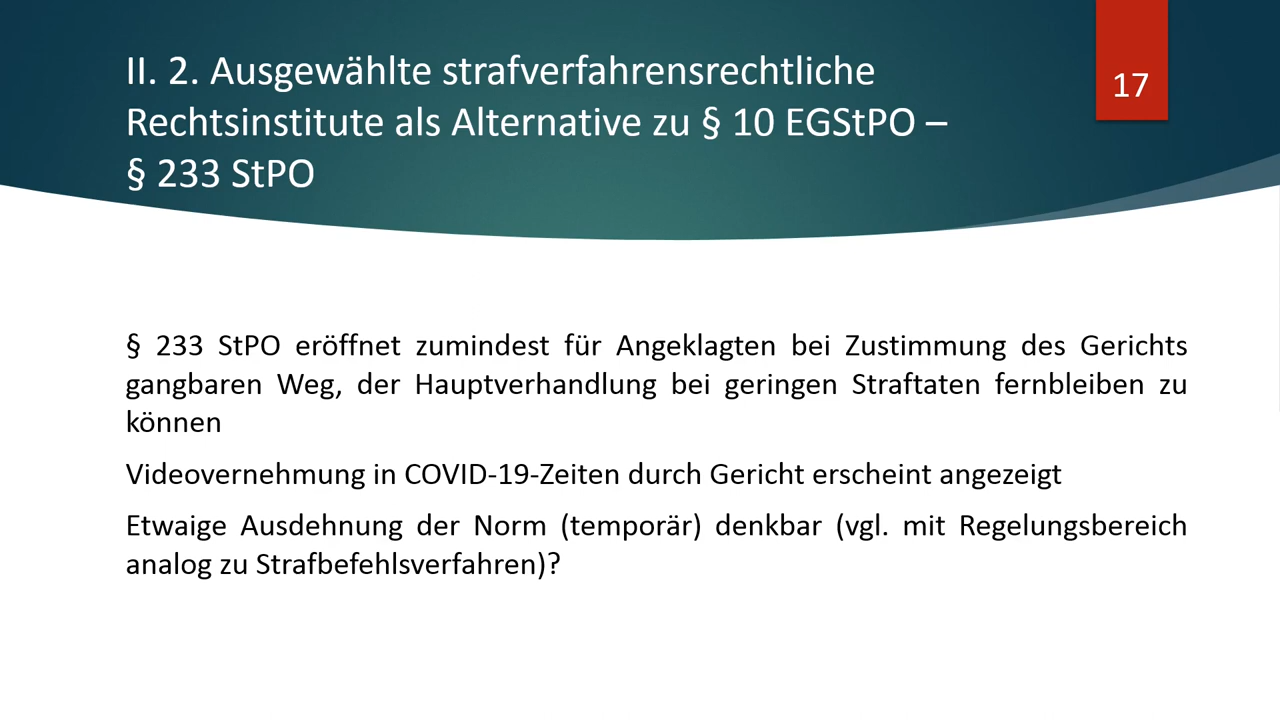 II. 2. Ausgewählte strafverfahrensrechtliche
Rechtsinstitute als Alternative zu § 10 EGStPO –
§ 233 StPO
17
§ 233 StPO eröffnet zumindest für Angeklagten bei Zustimmung des Gerichts
gangbaren Weg, der Hauptverhandlung bei geringen Straftaten fernbleiben zu
können
Videovernehmung in COVID-19-Zeiten durch Gericht erscheint angezeigt
Etwaige Ausdehnung der Norm (temporär) denkbar (vgl. mit Regelungsbereich
analog zu Strafbefehlsverfahren)?